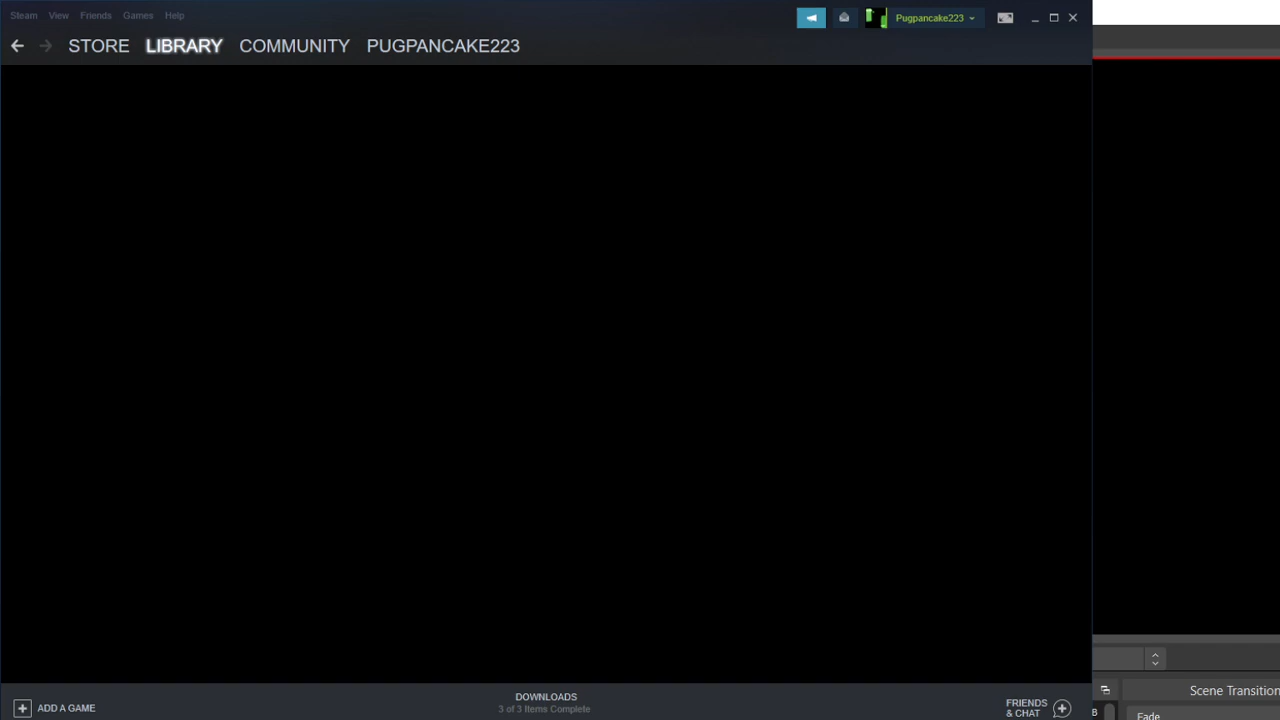 Steam View Friends Games Help
Pugpancake223
STORE LIBRARY COMMUNITY PUGPANCAKE223
Scene Transition
ADD A GAME
DOWNLOADS
3 of 3 Items Complete
FRIENDS
& CHAT
B
Fade